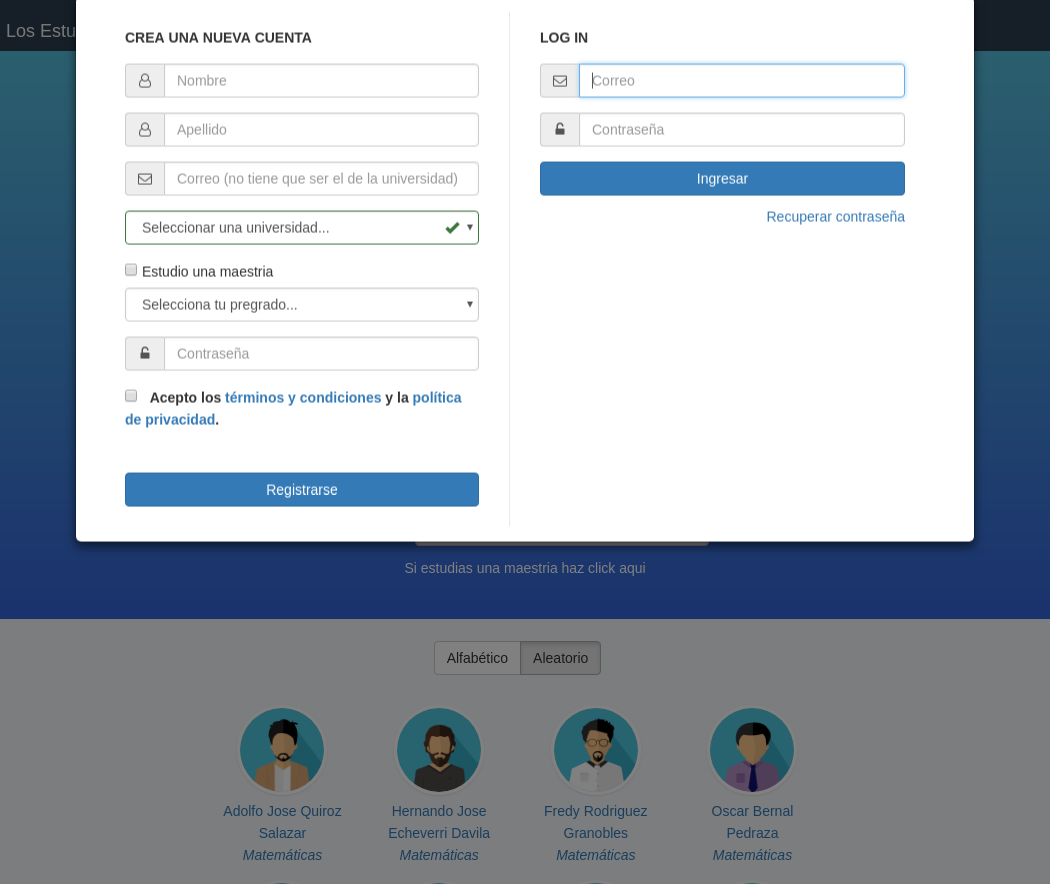 Los Estu
CREA UNA NUEVA CUENTA
Nombre
Apellido
Correo (no tiene que ser el de la universidad)
Seleccionar una universidad...
Estudio una maestria
Selecciona tu pregrado...
Contraseña
Acepto los términos y condiciones y la política
de privacidad.
Registrarse
LOG IN
Correo
Contraseña
Ingresar
Recuperar contraseña
Si estudias una maestria haz click aqui
Alfabético Aleatorio
Adolfo Jose Quiroz
Salazar
Matemáticas
Hernando Jose
Echeverri Davila
Matemáticas
Fredy Rodriguez
Granobles
Matemáticas
Oscar Bernal
Pedraza
Matemáticas